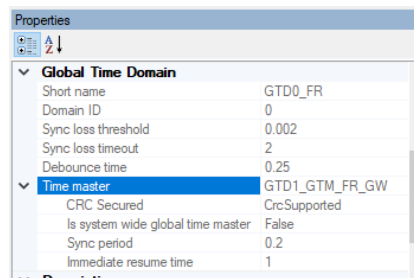 Properties
Global Time Domain
Short name GTD0_FR
Domain ID 0
Sync loss threshold 0.002
Sync loss timeout 2
Debounce time 0.25
Time master GTD1_GTM_FR_GW
CRC Secured CrcSupported
Is system wide global time master False
Sync period 0.2
Immediate resume time 1